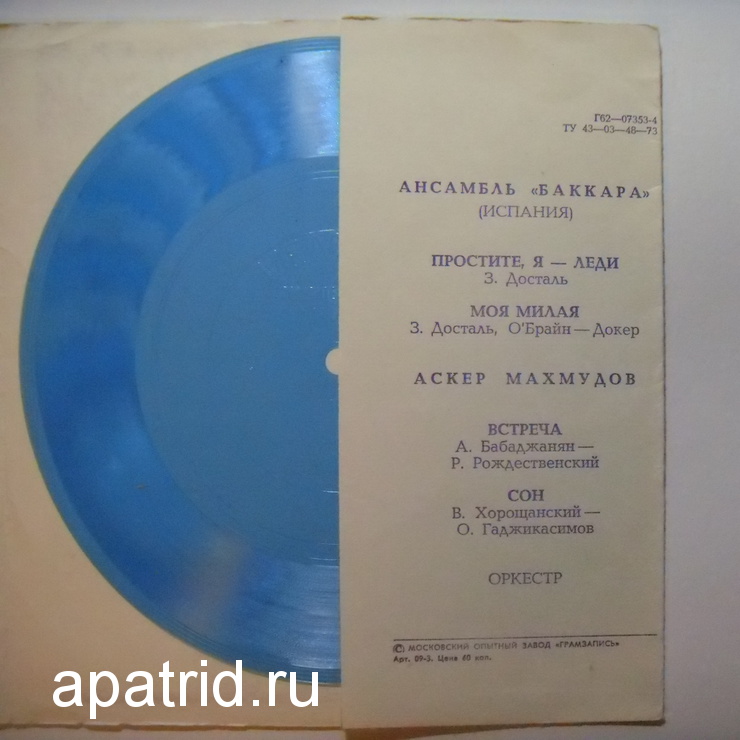 Г62—07353-4
ТУ 43—03—48—73
АНСАМБЛЬ «БАККАРА»
(ИСПАНИЯ)
ПРОСТИТЕ, Я — ЛЕДИ
З. Досталь
МОЯ МИЛАЯ
З. Досталь, О'Брайн — Докер
АСКЕР МАХМУДОВ
ВСТРЕЧА
А. Бабаджанян —
Р. Рождественский
СОН
В. Хорощанский —
О. Гаджикасимов
ОРКЕСТР
© МОСКОВСКИЙ ОПЫТНЫЙ ЗАВОД «ГРАМЗАПИСЬ»
Арт. 09-3. Цена 60 коп.
apatrid.ru